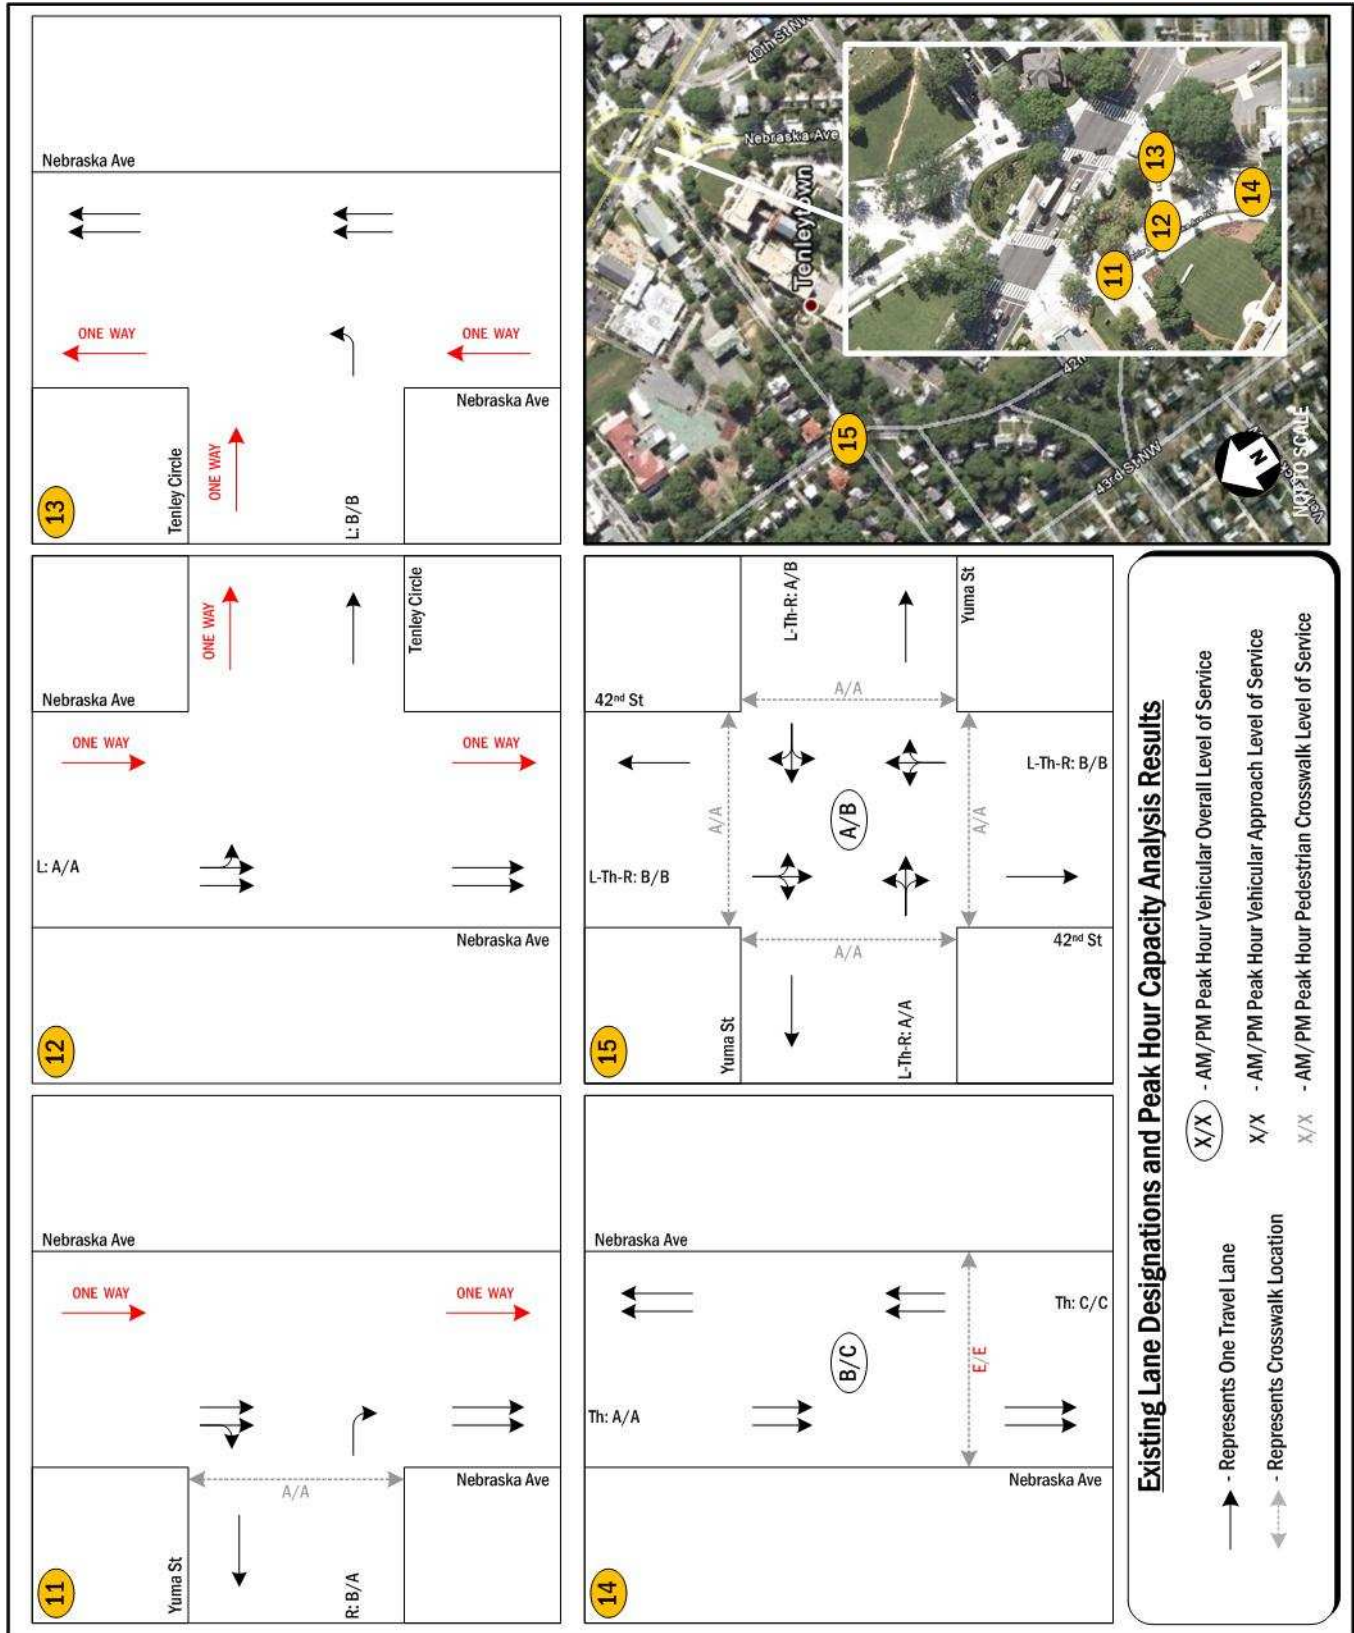 11
Nebraska Ave
ONE WAY
ONE WAY
Yuma St
A/A
R: B/A
Nebraska Ave
12
Nebraska Ave
ONE WAY
ONE WAY
ONE WAY
L: A/A
Tenley Circle
Nebraska Ave
13
Nebraska Ave
ONE WAY
ONE WAY
ONE WAY
Tenley Circle
L: B/B
Nebraska Ave
14
Nebraska Ave
Th: A/A
B/C
E/E
Th: C/C
Nebraska Ave
15
42nd St
L-Th-R: A/B
Yuma St
A/A
A/A
A/A
A/A
A/B
L-Th-R: B/B
L-Th-R: B/B
Yuma St
L-Th-R: A/A
42nd St
40th St NW
Nebraska Ave
Tenleytown
11
12
13
14
15
42n
43rd St NW
N
NOT TO SCALE
Existing Lane Designations and Peak Hour Capacity Analysis Results
- Represents One Travel Lane
- Represents Crosswalk Location
X/X - AM/PM Peak Hour Vehicular Overall Level of Service
X/X - AM/PM Peak Hour Vehicular Approach Level of Service
X/X - AM/PM Peak Hour Pedestrian Crosswalk Level of Service